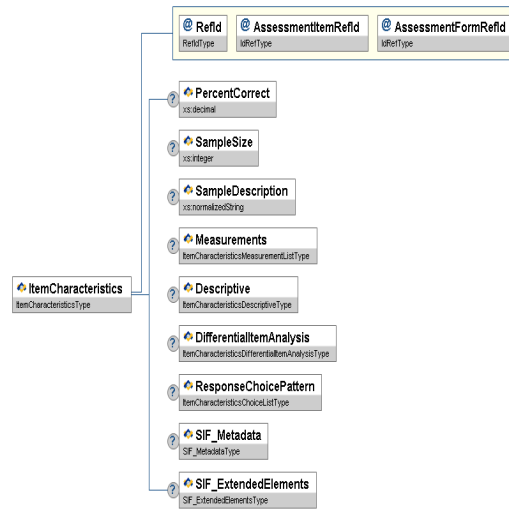 @ RefId
RefIdType
@ AssessmentItemRefId
IdRefType
@ AssessmentFormRefId
IdRefType
? PercentCorrect
xs:decimal
? SampleSize
xs:integer
? SampleDescription
xs:normalizedString
? Measurements
ItemCharacteristicsMeasurementListType
ItemCharacteristics
ItemCharacteristicsType
? Descriptive
ItemCharacteristicsDescriptiveType
? DifferentialItemAnalysis
ItemCharacteristicsDifferentialItemAnalysisType
? ResponseChoicePattern
ItemCharacteristicsChoiceListType
? SIF_Metadata
SIF_MetadataType
? SIF_ExtendedElements
SIF_ExtendedElementsType